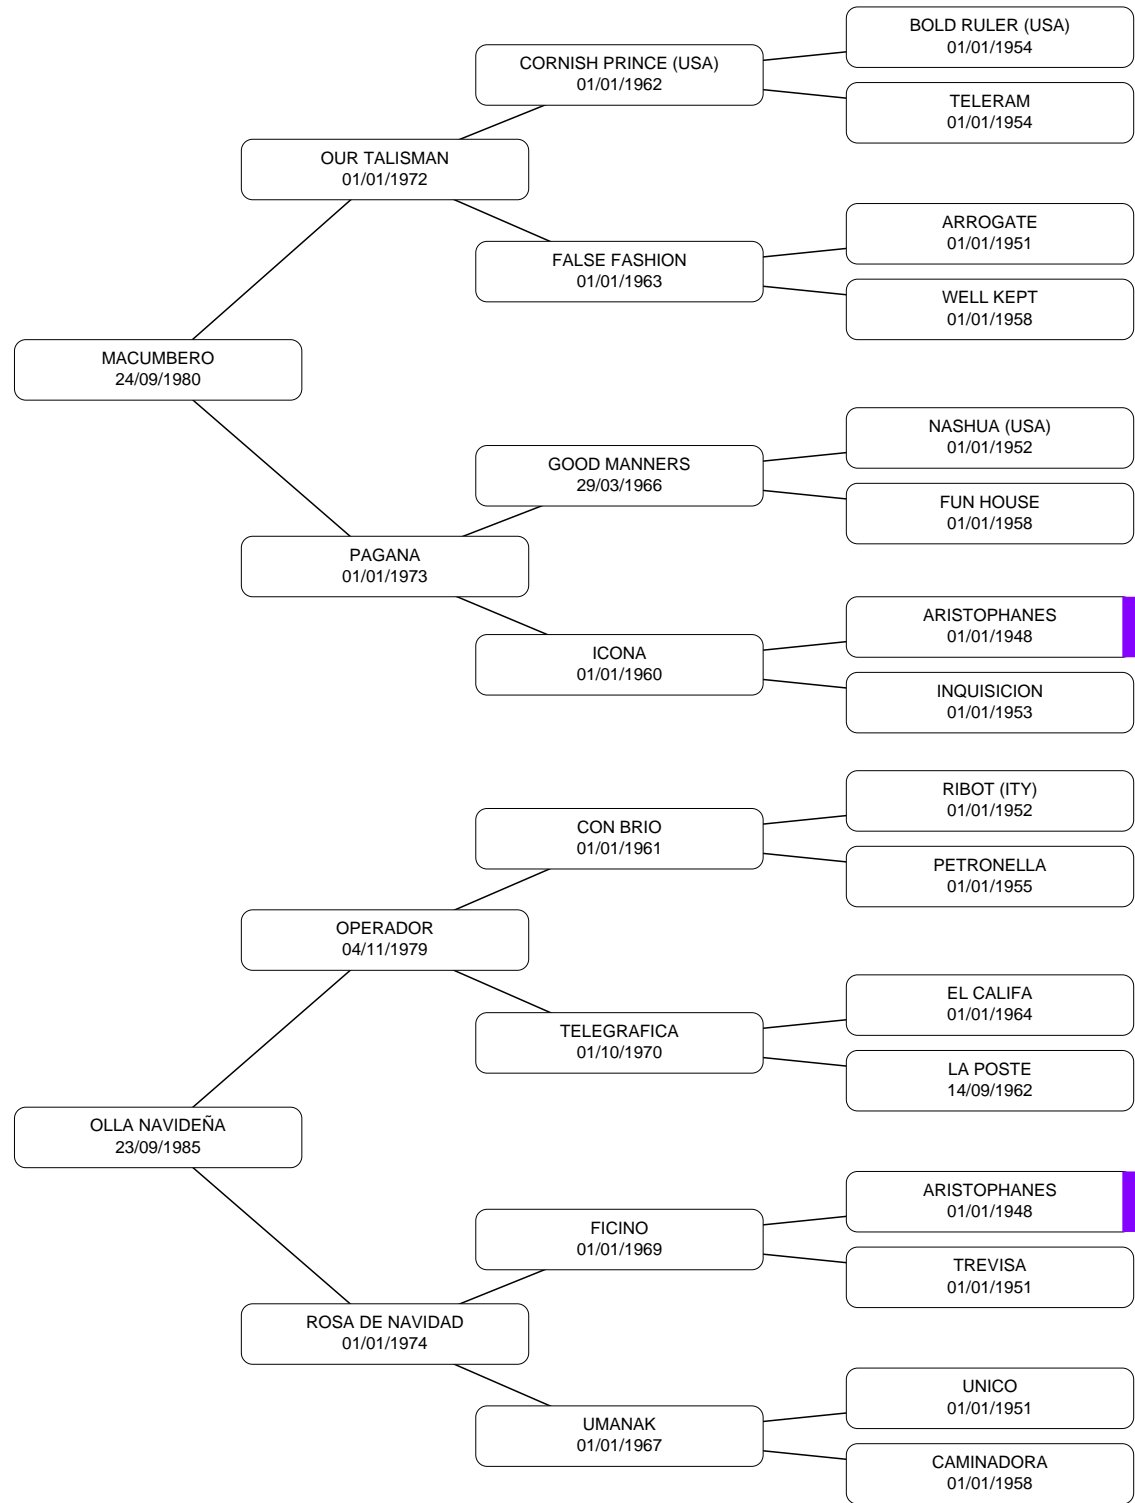 BOLD RULER (USA)
01/01/1954
CORNISH PRINCE (USA)
01/01/1962
TELERAM
01/01/1954
OUR TALISMAN
01/01/1972
ARROGATE
01/01/1951
FALSE FASHION
01/01/1963
WELL KEPT
01/01/1958
MACUMBERO
24/09/1980
NASHUA (USA)
01/01/1952
GOOD MANNERS
29/03/1966
FUN HOUSE
01/01/1958
PAGANA
01/01/1973
ARISTOPHANES
01/01/1948
ICONA
01/01/1960
INQUISICION
01/01/1953
RIBOT (ITY)
01/01/1952
CON BRIO
01/01/1961
PETRONELLA
01/01/1955
OPERADOR
04/11/1979
EL CALIFA
01/01/1964
TELEGRAFICA
01/10/1970
LA POSTE
14/09/1962
OLLA NAVIDEÑA
23/09/1985
ARISTOPHANES
01/01/1948
FICINO
01/01/1969
TREVISA
01/01/1951
ROSA DE NAVIDAD
01/01/1974
UNICO
01/01/1951
UMANAK
01/01/1967
CAMINADORA
01/01/1958